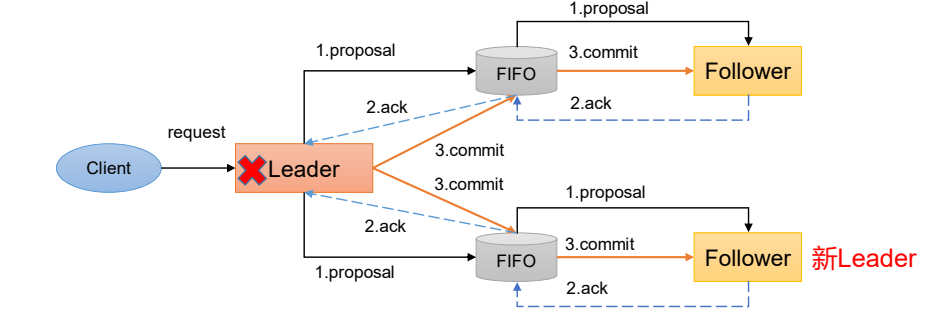 1.proposal
1.proposal
3.commit
FIFO
Follower
2.ack
2.ack
request
3.commit
Client
Leader
3.commit
1.proposal
2.ack
3.commit
FIFO
Follower
新Leader
1.proposal
2.ack